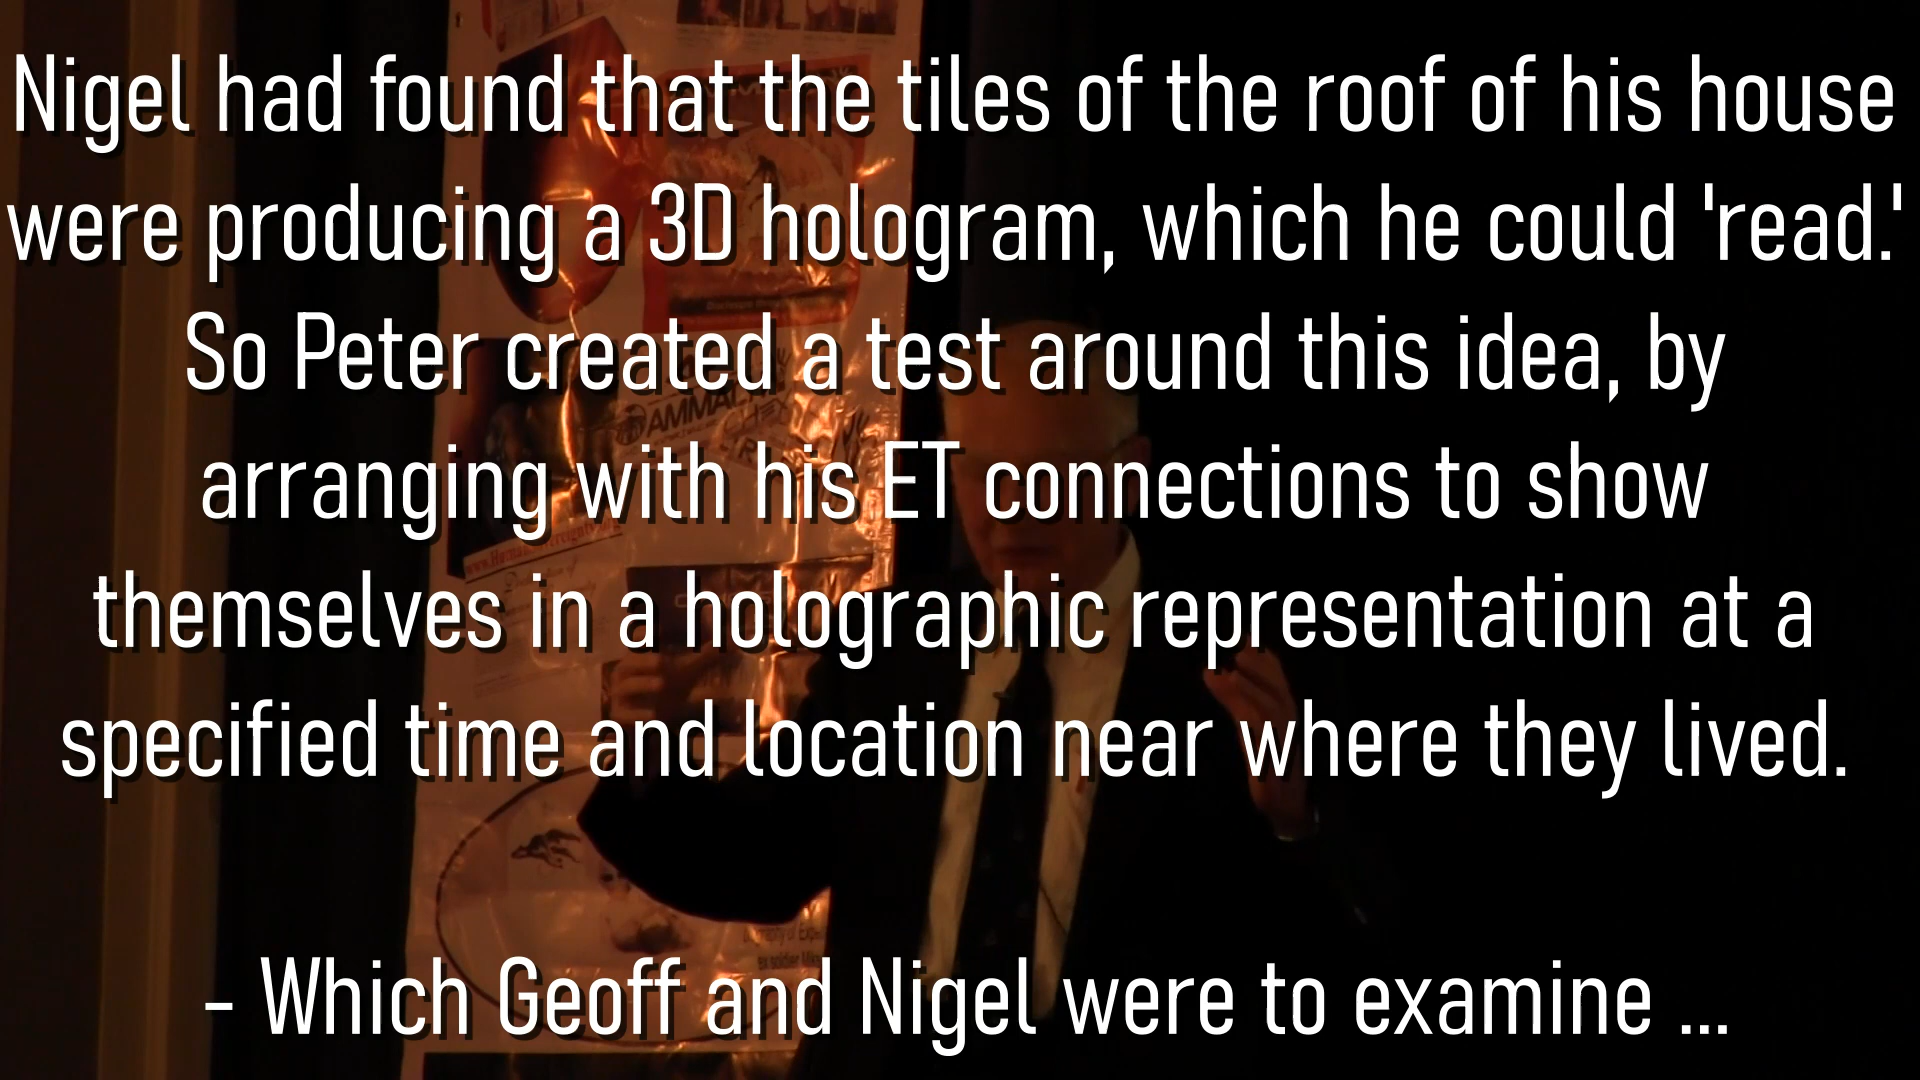 Nigel had found that the tiles of the roof of his house
were producing a 3D hologram, which he could 'read.'
So Peter created a test around this idea, by
arranging with his ET connections to show
themselves in a holographic representation at a
specified time and location near where they lived.
- Which Geoff and Nigel were to examine ...
AMMACH